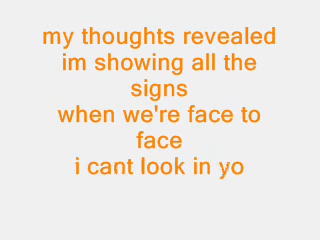 my thoughts revealed
im showing all the
signs
when we're face to
face
i cant look in yo